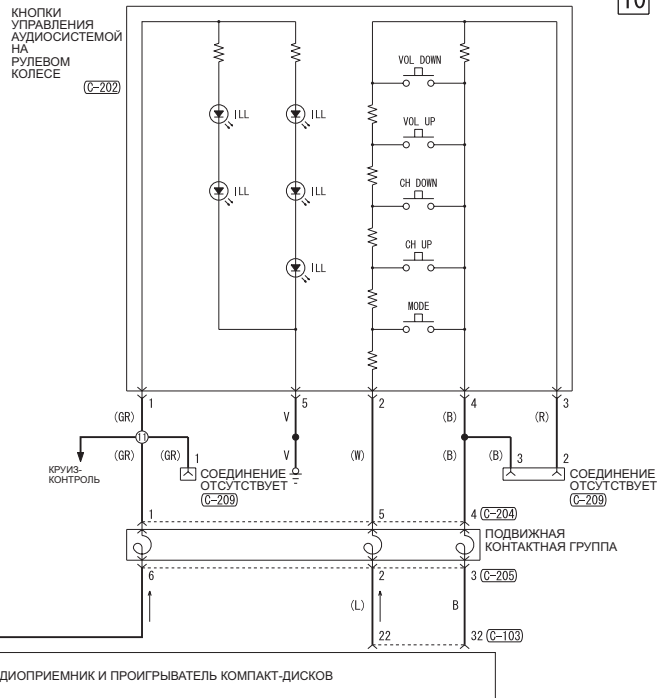 10
КНОПКИ
УПРАВЛЕНИЯ
АУДИОСИСТЕМОЙ
НА
РУЛЕВОМ
КОЛЕСЕ
(C-202)
VOL DOWN
VOL UP
CH DOWN
CH UP
MODE
ILL ILL
ILL ILL
ILL
1 5 2 4 3
(GR) V (B) (R)
11 1 3 2
(GR) (GR) V (W) (B) (B)
КРУИЗ-
КОНТРОЛЬ
СОЕДИНЕНИЕ
ОТСУТСТВУЕТ
(C-209)
СОЕДИНЕНИЕ
ОТСУТСТВУЕТ
(C-209)
1 5 4 (C-204)
ПОДВИЖНАЯ
КОНТАКТНАЯ ГРУППА
6 2 3 (C-205)
(L) B
22 32 (C-103)
ДИОПРИЕМНИК И ПРОИГРЫВАТЕЛЬ КОМПАКТ-ДИСКОВ